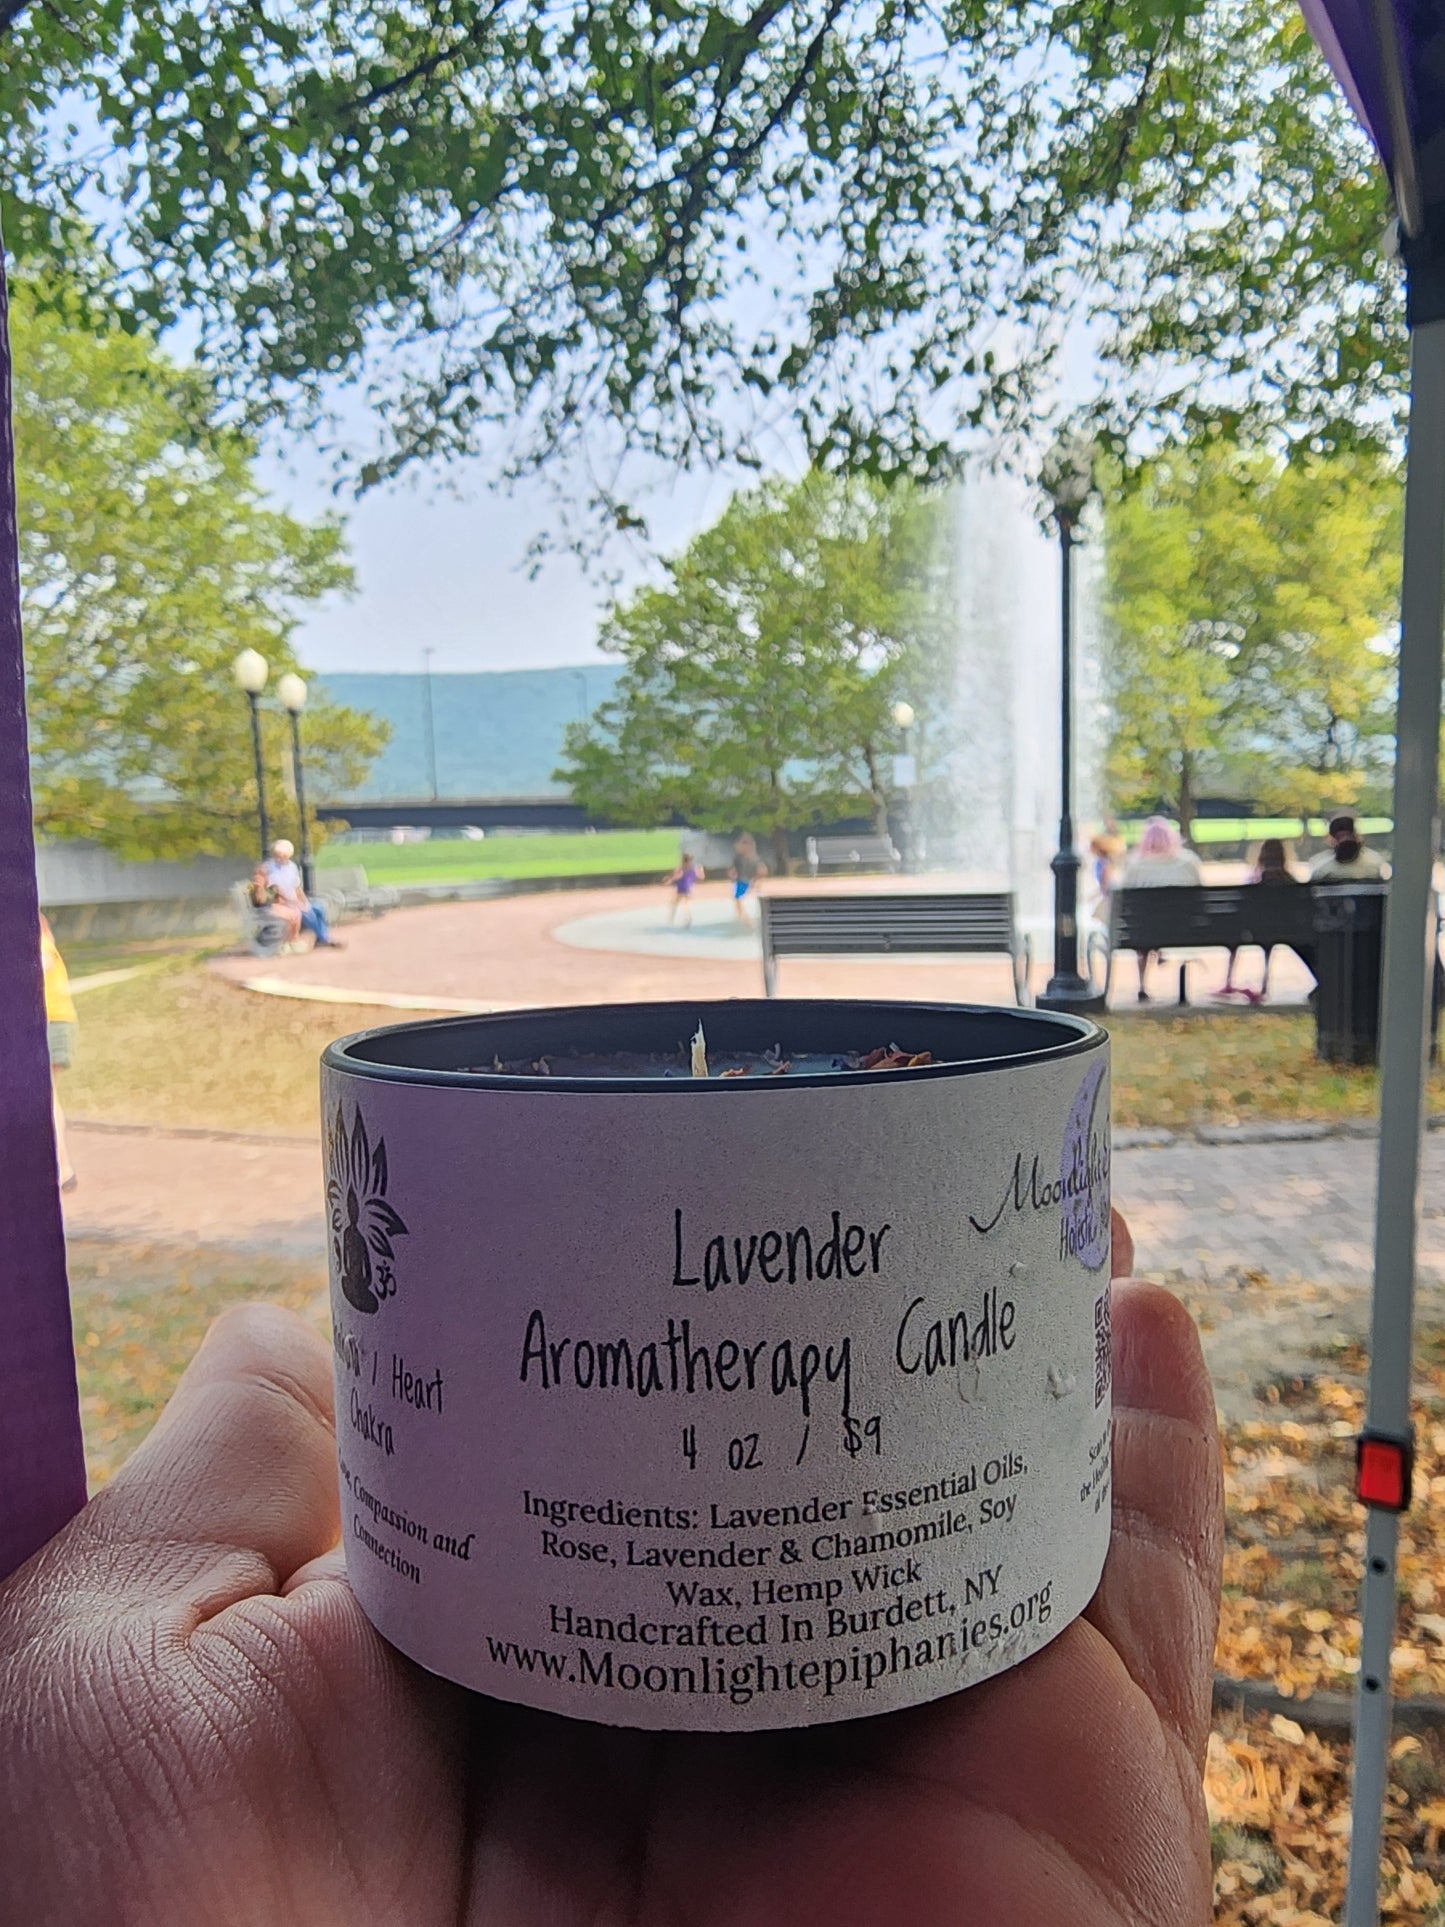 Lavender
Aromatherapy Candle
4 oz / $9
Ingredients: Lavender Essential Oils,
Rose, Lavender & Chamomile, Soy
Wax, Hemp Wick
Handcrafted In Burdett, NY
www.Moonlightepiphanies.org
/ Heart
Chakra
Compassion and
Connection
Moonlight
ॐ